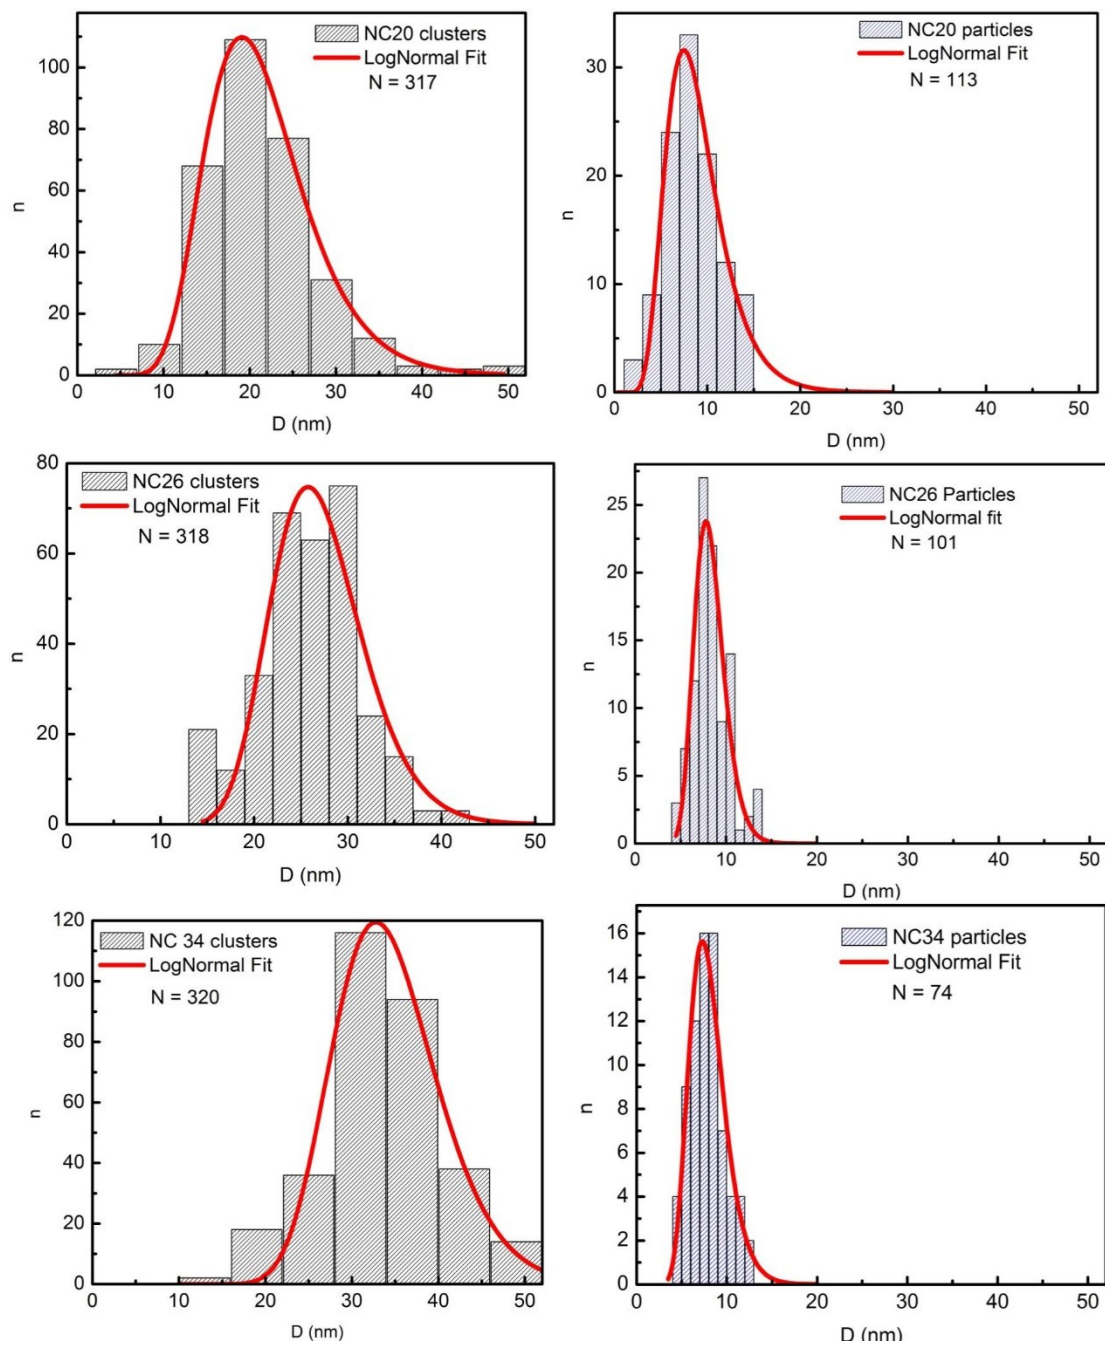 NC20 clusters
LogNormal Fit
N = 317
100
80
60
40
20
0
n
0 10 20 30 40 50
D (nm)
NC20 particles
LogNormal Fit
N = 113
30
20
10
0
n
0 10 20 30 40 50
D (nm)
NC26 clusters
LogNormal Fit
N = 318
80
60
40
20
0
n
0 10 20 30 40 50
D (nm)
NC26 Particles
LogNormal fit
N = 101
25
20
15
10
5
0
n
0 10 20 30 40 50
D (nm)
NC 34 clusters
LogNormal Fit
N = 320
120
100
80
60
40
20
0
n
0 10 20 30 40 50
D (nm)
NC34 particles
LogNormal Fit
N = 74
16
14
12
10
8
6
4
2
0
n
0 10 20 30 40 50
D (nm)